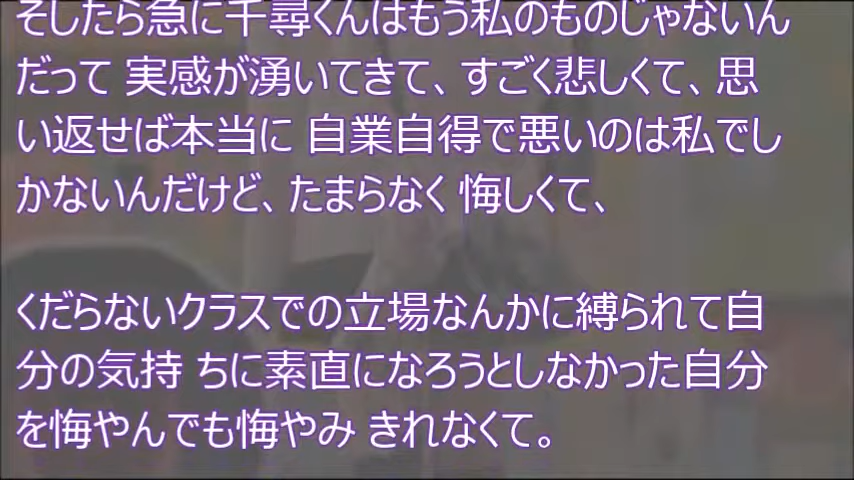 そしたら急に千尋くんはもう私のものじゃないん
だって 実感が湧いてきて、すごく悲しくて、思
い返せば本当に 自業自得で悪いのは私でし
かないんだけど、たまらなく 悔しくて、
くだらないクラスでの立場なんかに縛られて自
分の気持 ちに素直になろうとしなかった自分
を悔やんでも悔やみ きれなくて。